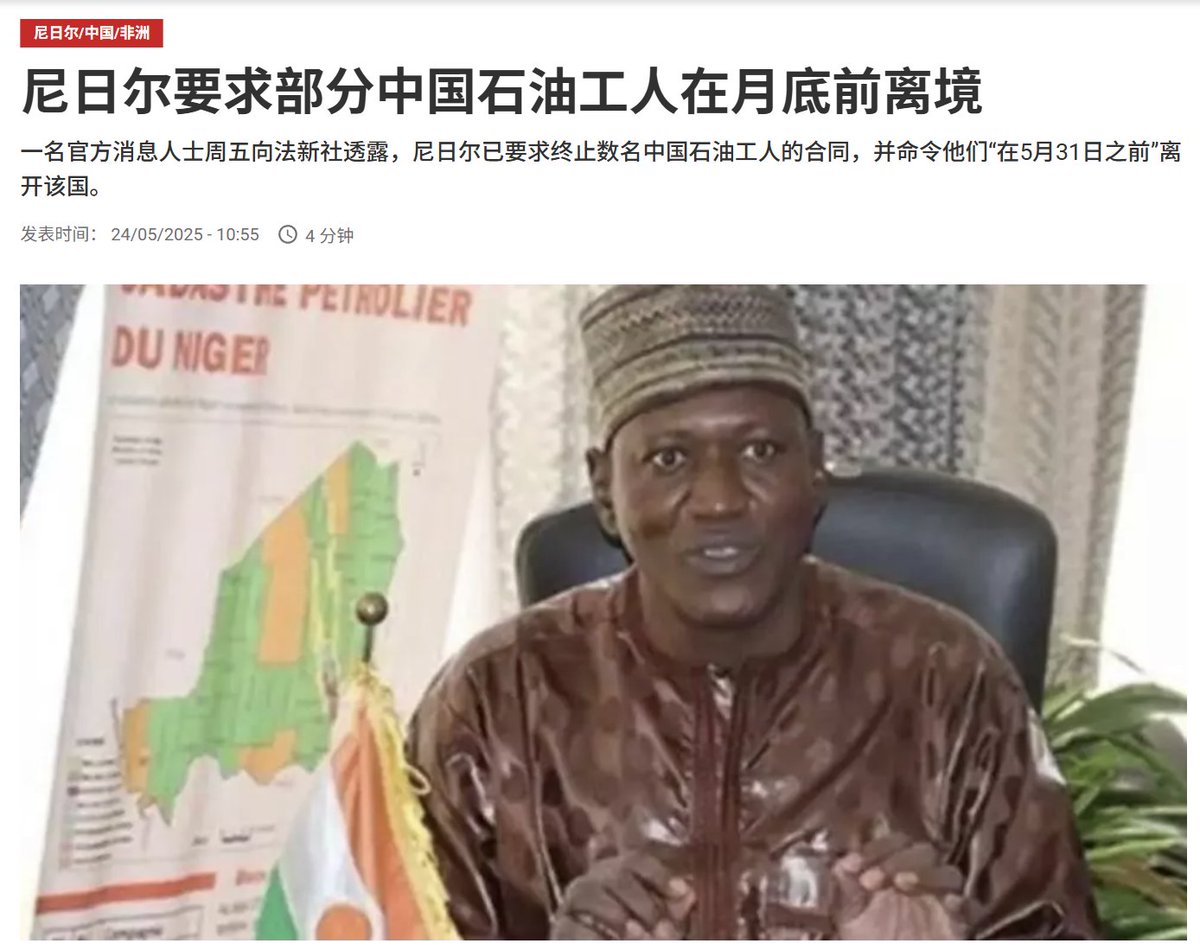 尼日尔/中国/非洲
尼日尔要求部分中国石油工人在月底前离境
一名官方消息人士周五向法新社透露，尼日尔已要求终止数名中国石油工人的合同，并命令他们“在5月31日之前”离
开该国。
发表时间： 24/05/2025 - 10:55 4 分钟
CADASTRE PETROLIER
DU NIGER